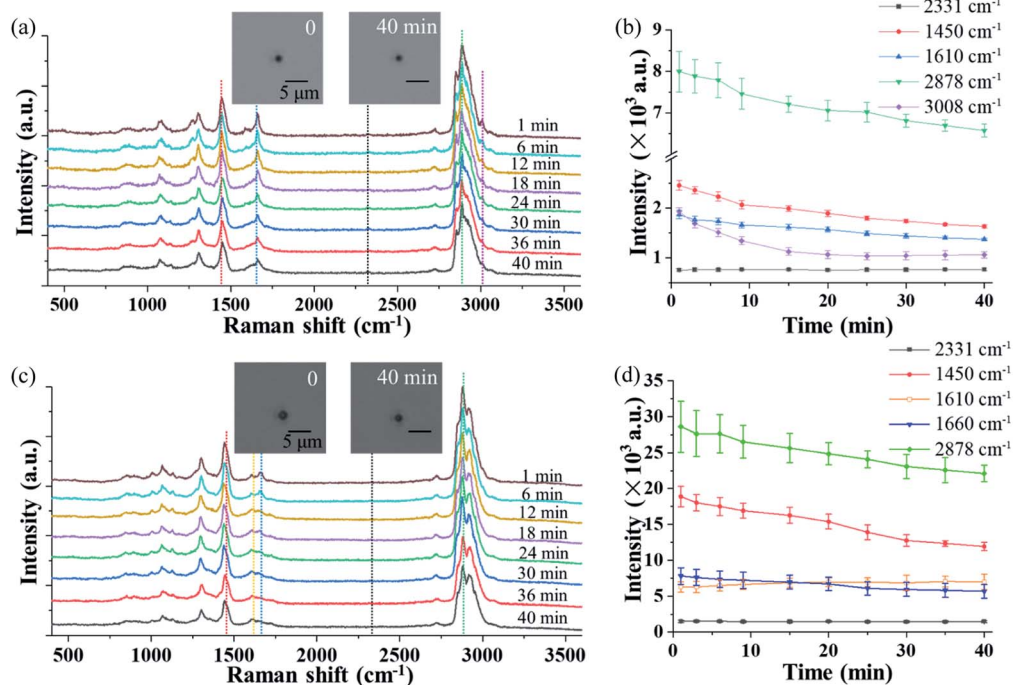 (a)
0
5 μm
40 min
1 min
6 min
12 min
18 min
24 min
30 min
36 min
40 min
Intensity (a.u.)
500 1000 1500 2000 2500 3000 3500
Raman shift (cm-1)
(b)
2331 cm-1
1450 cm-1
1610 cm-1
2878 cm-1
3008 cm-1
9
8
7
2
1
Intensity (×10³ a.u.)
0 10 20 30 40
Time (min)
(c)
0
5 μm
40 min
1 min
6 min
12 min
18 min
24 min
30 min
36 min
40 min
Intensity (a.u.)
500 1000 1500 2000 2500 3000 3500
Raman shift (cm-1)
(d)
2331 cm-1
1450 cm-1
1610 cm-1
1660 cm-1
2878 cm-1
35
30
25
20
15
10
5
0
Intensity (×10³ a.u.)
0 10 20 30 40
Time (min)